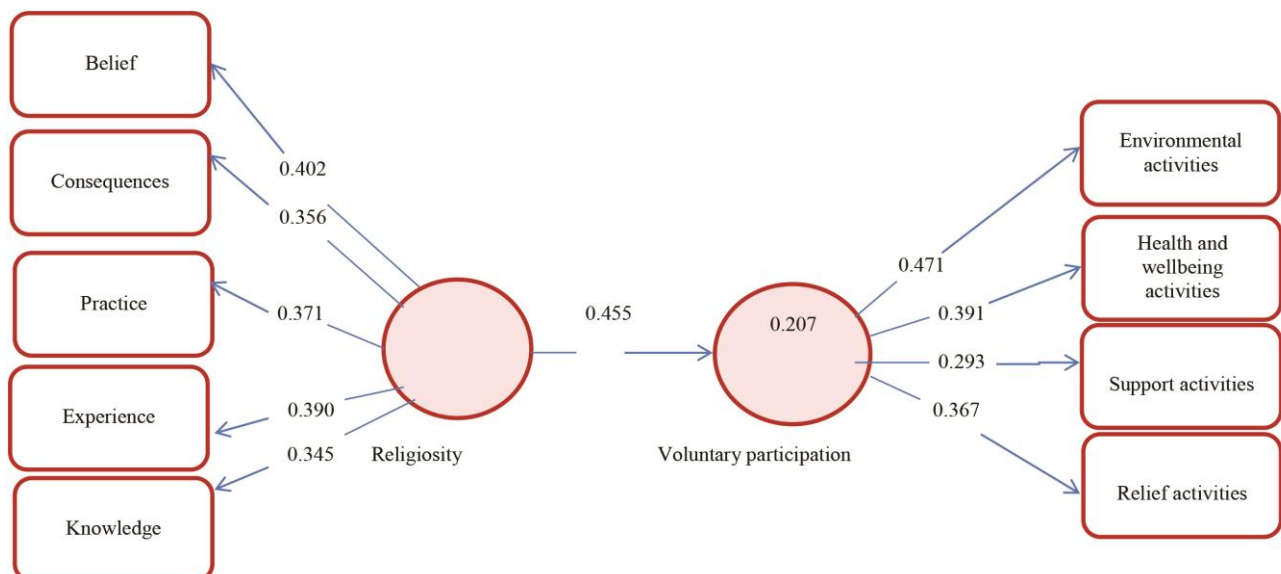 Belief
Consequences
Practice
Experience
Knowledge
0.402
0.356
0.371
0.390
0.345
Religiosity
0.455
0.207
Voluntary participation
0.471
0.391
0.293
0.367
Environmental
activities
Health and
wellbeing
activities
Support activities
Relief activities